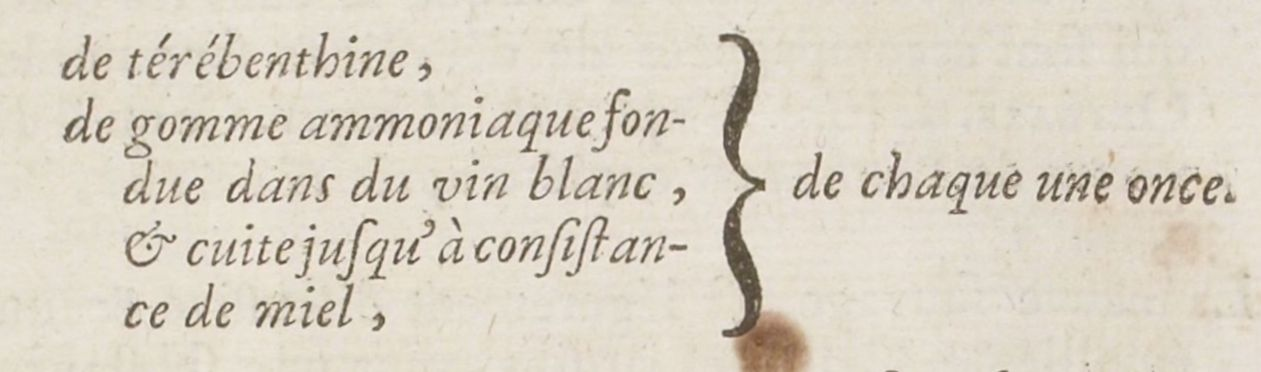 de térébenthine,
de gomme ammoniaque fon-
due dans du vin blanc,
& cuite juſqu'à conſiſtan-
ce de miel,
de chaque une once.